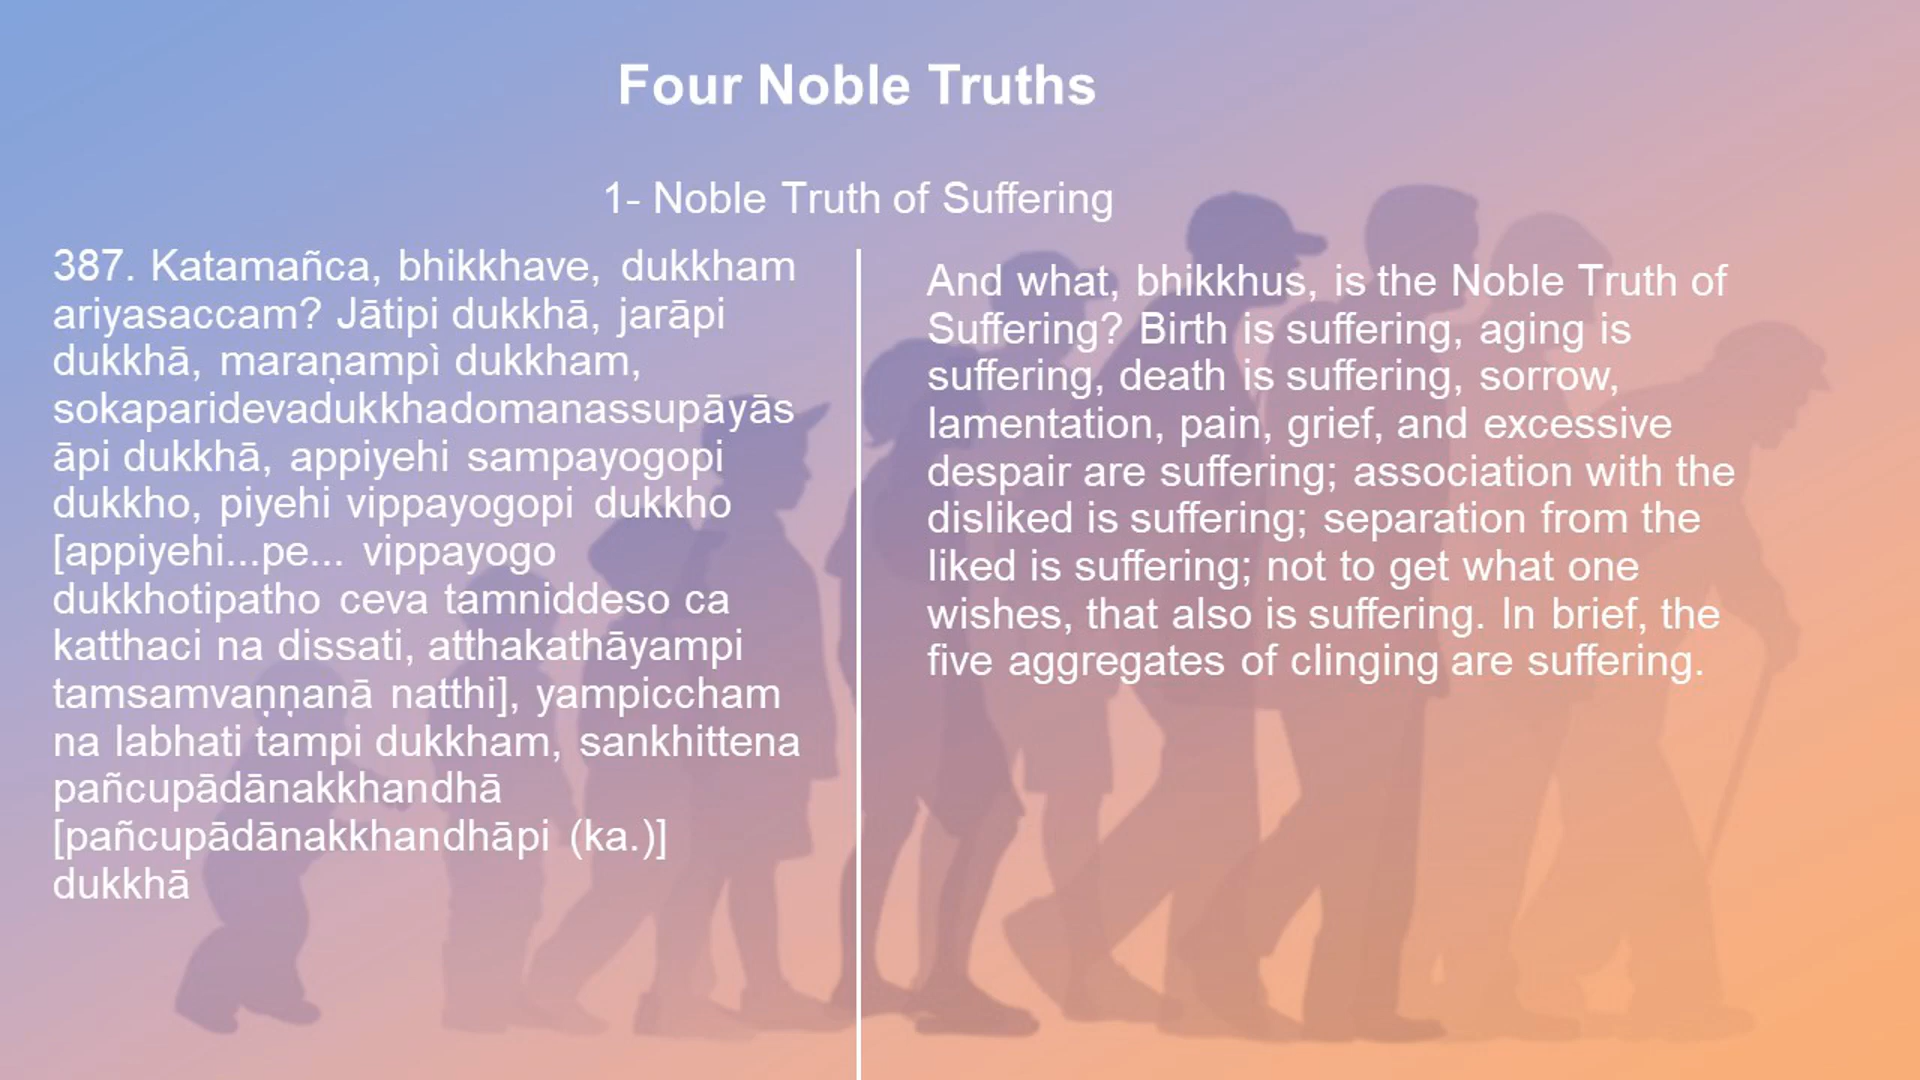 Four Noble Truths
1- Noble Truth of Suffering
387. Katamañca, bhikkhave, dukkham
ariyasaccam? Jātipi dukkhā, jarāpi
dukkhā, maraṇampì dukkham,
sokaparidevadukkhadomanassupāyās
āpi dukkhā, appiyehi sampayogopi
dukkho, piyehi vippayogopi dukkho
[appiyehi...pe... vippayogo
dukkhotipatho ceva tamniddeso ca
katthaci na dissati, atthakathāyampi
tamsamvaṇṇanā natthi], yampiccham
na labhati tampi dukkham, sankhittena
pañcupādānakkhandhā
[pañcupādānakkhandhāpi (ka.)]
dukkhā
And what, bhikkhus, is the Noble Truth of
Suffering? Birth is suffering, aging is
suffering, death is suffering, sorrow,
lamentation, pain, grief, and excessive
despair are suffering; association with the
disliked is suffering; separation from the
liked is suffering; not to get what one
wishes, that also is suffering. In brief, the
five aggregates of clinging are suffering.